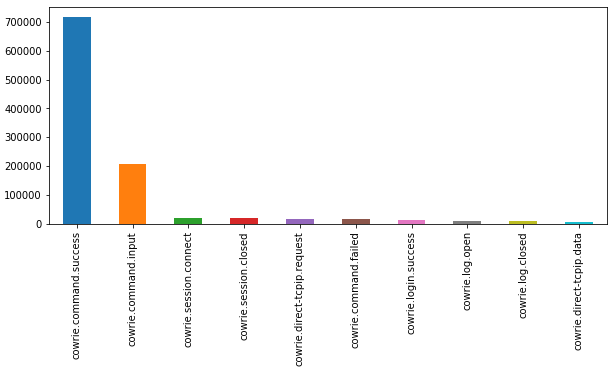 700000
600000
500000
400000
300000
200000
100000
0
cowrie.command.success
cowrie.command.input
cowrie.session.connect
cowrie.session.closed
cowrie.direct-tcpip.request
cowrie.command.failed
cowrie.login.success
cowrie.log.open
cowrie.log.closed
cowrie.direct-tcpip.data